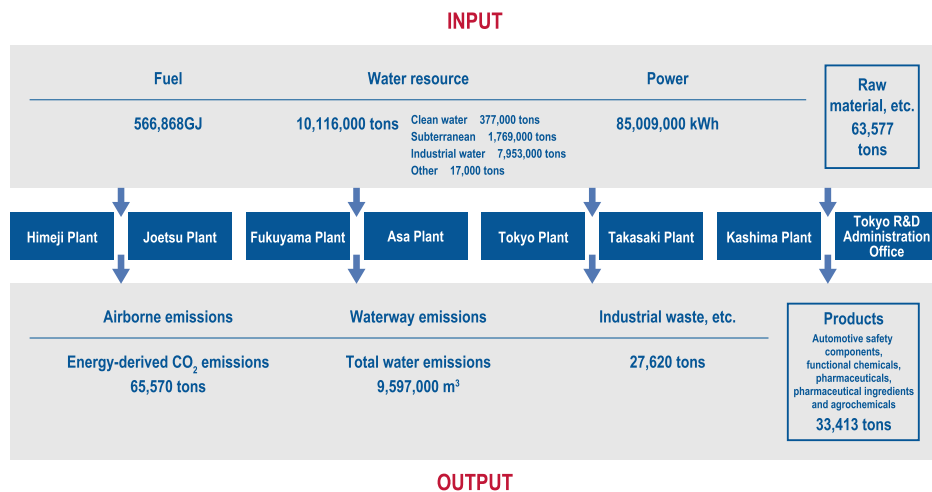 INPUT
Fuel
566,868GJ
Water resource
10,116,000 tons
Clean water 377,000 tons
Subterranean 1,769,000 tons
Industrial water 7,953,000 tons
Other 17,000 tons
Power
85,009,000 kWh
Raw
material, etc.
63,577
tons
Himeji Plant
Joetsu Plant
Fukuyama Plant
Asa Plant
Tokyo Plant
Takasaki Plant
Kashima Plant
Tokyo R&D
Administration
Office
Airborne emissions
Energy-derived CO₂ emissions
65,570 tons
Waterway emissions
Total water emissions
9,597,000 m³
Industrial waste, etc.
27,620 tons
Products
Automotive safety
components,
functional chemicals,
pharmaceuticals,
pharmaceutical ingredients
and agrochemicals
33,413 tons
OUTPUT